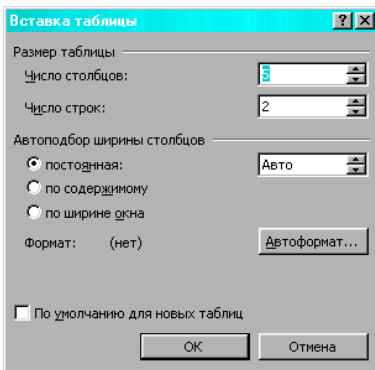 Вставка таблицы
Размер таблицы
Число столбцов: 5
Число строк: 2
Автоподбор ширины столбцов
постоянная: Авто
по содержимому
по ширине окна
Формат: (нет) Автоформат...
По умолчанию для новых таблиц
ОК Отмена